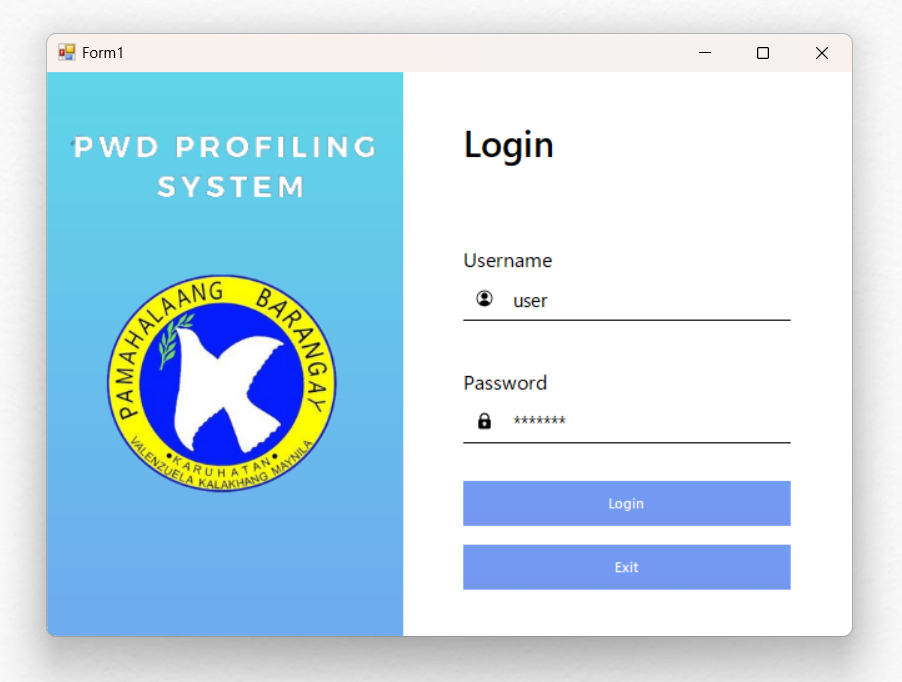 Form1
PWD PROFILING
SYSTEM
PAMAHALAANG BARANGAY
KARUHATAN
VALENZUELA KALAKHANG MAYNILA
Login
Username
user
Password
*******
Login
Exit